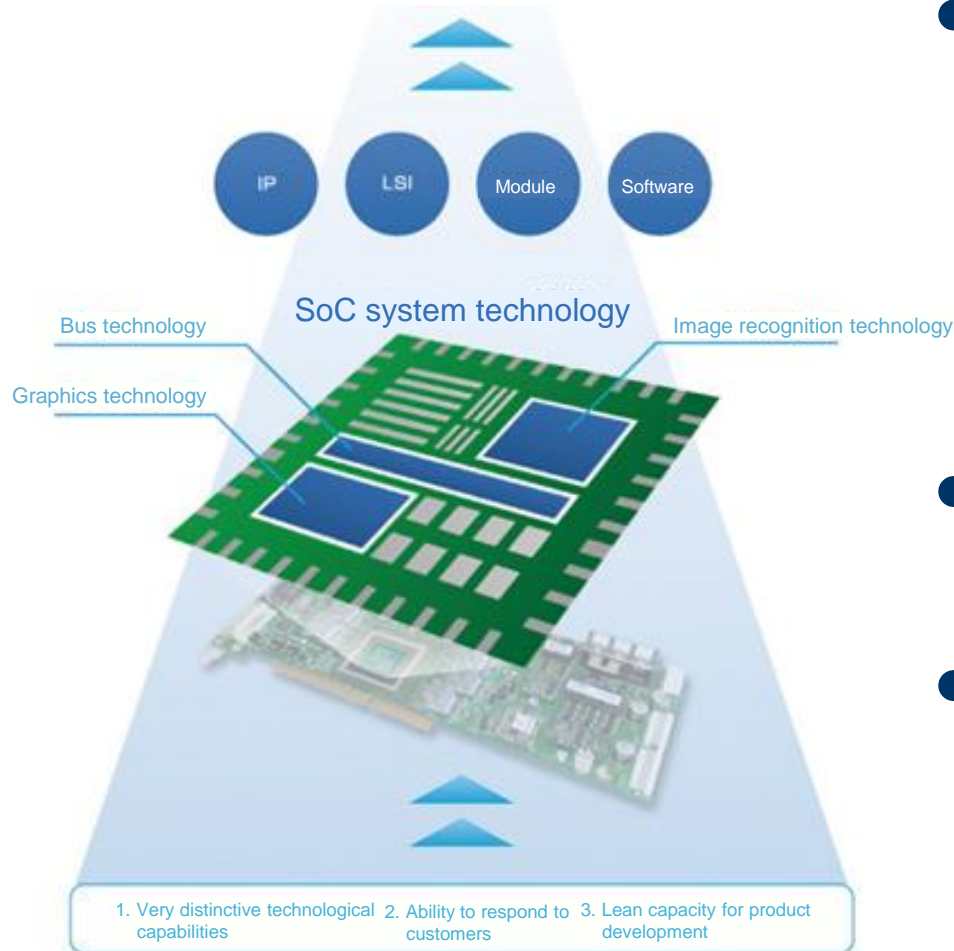 IP
LSI
Module
Software
SoC system technology
Bus technology
Image recognition technology
Graphics technology
1. Very distinctive technological
capabilities
2. Ability to respond to
customers
3. Lean capacity for product
development